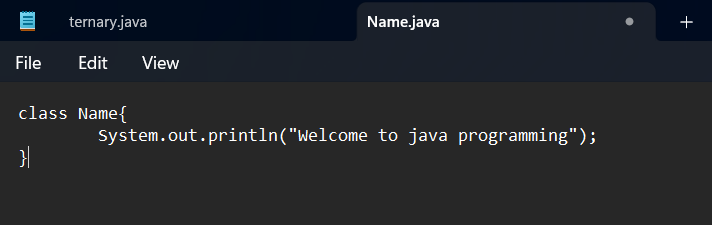 ternary.java Name.java
File Edit View
class Name{
        System.out.println("Welcome to java programming");
}